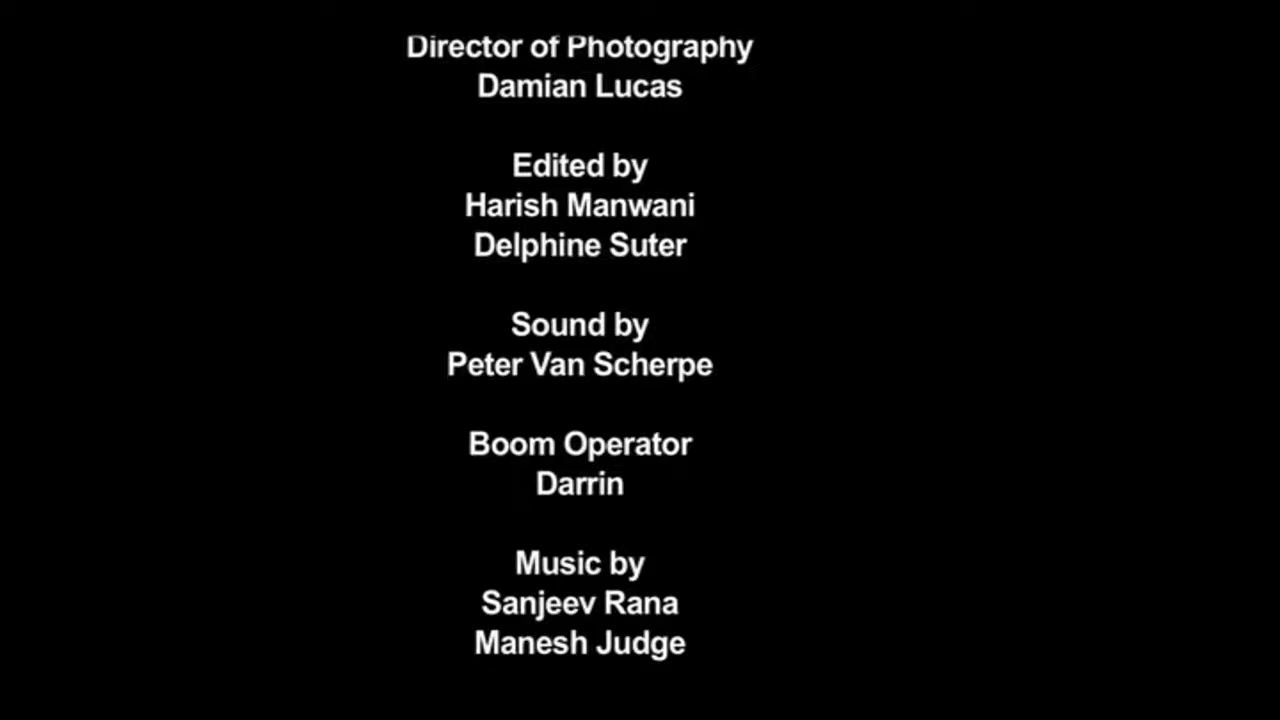 Director of Photography
Damian Lucas
Edited by
Harish Manwani
Delphine Suter
Sound by
Peter Van Scherpe
Boom Operator
Darrin
Music by
Sanjeev Rana
Manesh Judge